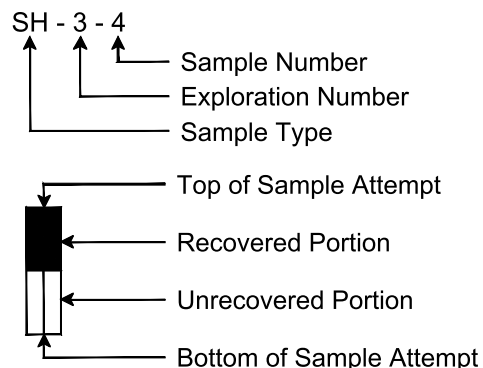 SH - 3 - 4
Sample Number
Exploration Number
Sample Type
Top of Sample Attempt
Recovered Portion
Unrecovered Portion
Bottom of Sample Attempt